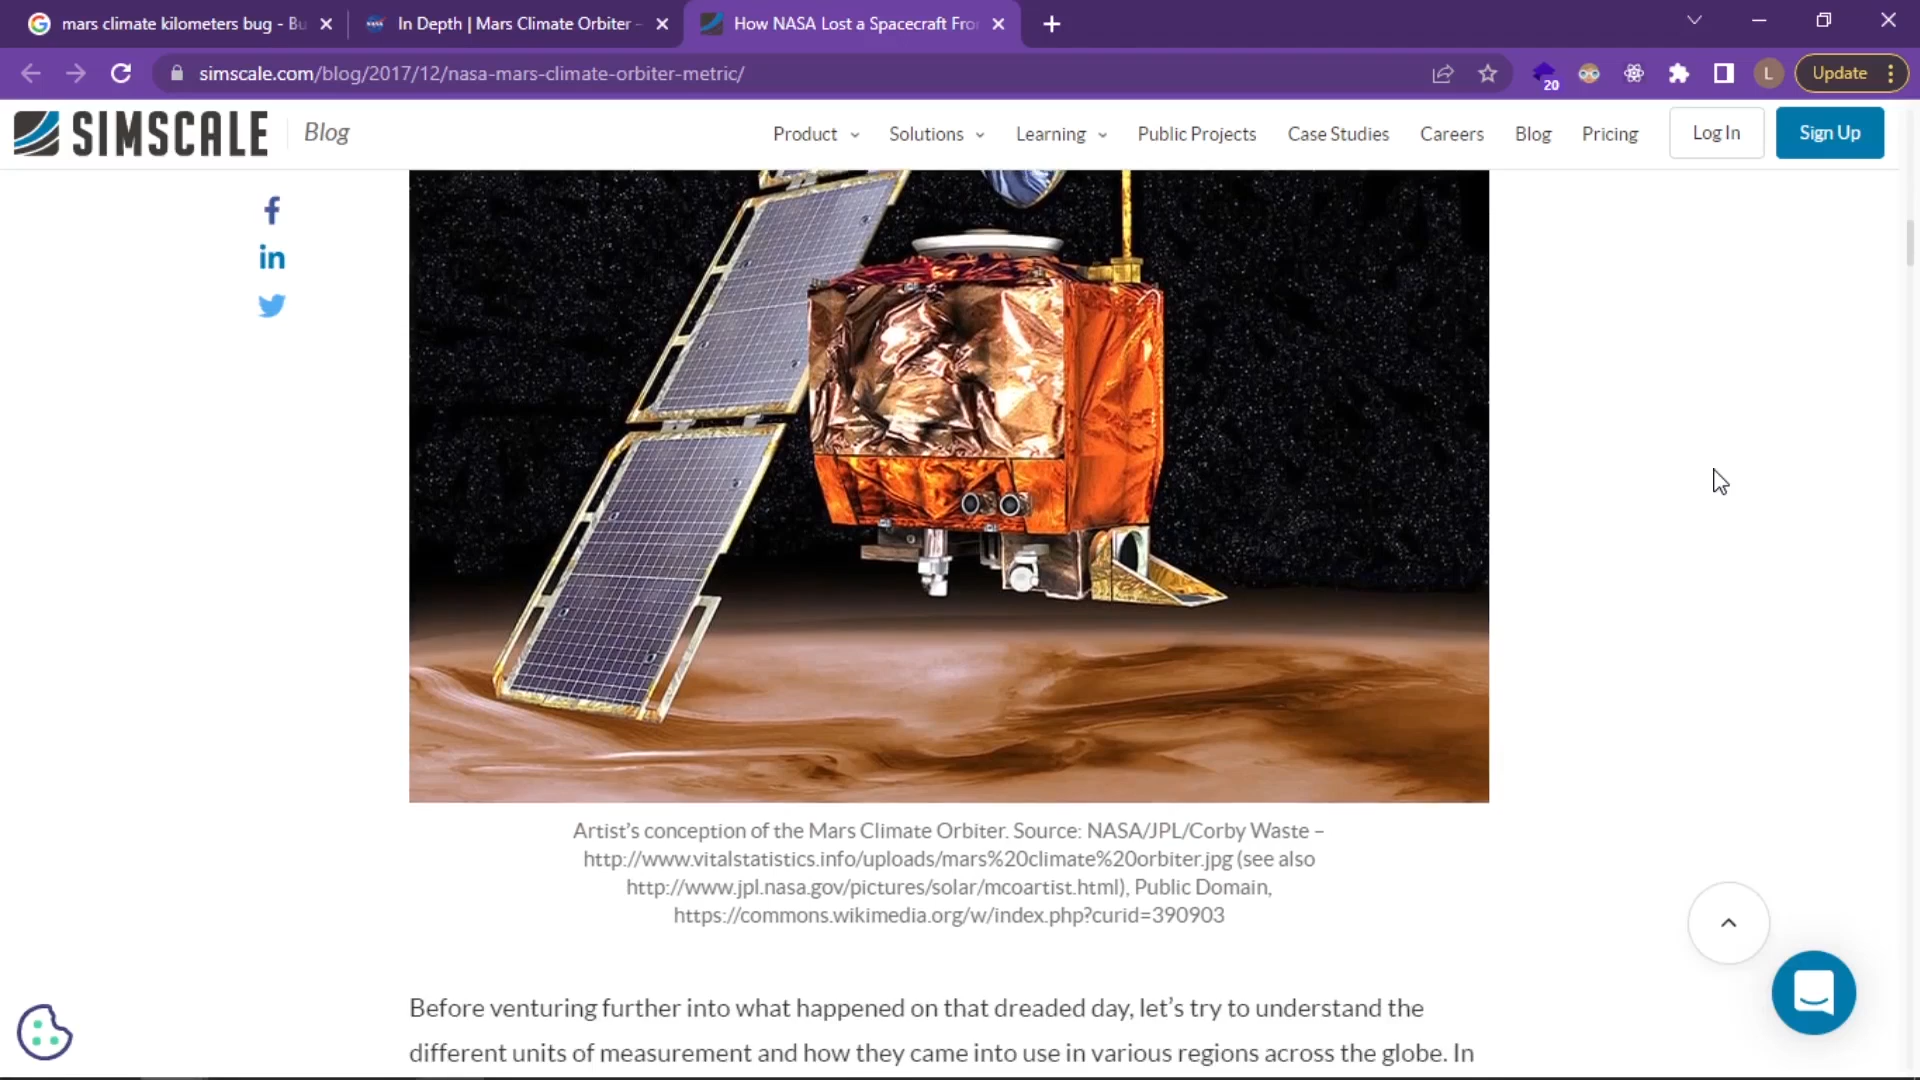 mars climate kilometers bug - Bu
In Depth | Mars Climate Orbiter -
How NASA Lost a Spacecraft Fro
simscale.com/blog/2017/12/nasa-mars-climate-orbiter-metric/
20
L
Update
SIMSCALE
Blog
Product
Solutions
Learning
Public Projects
Case Studies
Careers
Blog
Pricing
Log In
Sign Up
Artist’s conception of the Mars Climate Orbiter. Source: NASA/JPL/Corby Waste –
http://www.vitalstatistics.info/uploads/mars%20climate%20orbiter.jpg (see also
http://www.jpl.nasa.gov/pictures/solar/mcoartist.html), Public Domain,
https://commons.wikimedia.org/w/index.php?curid=390903
Before venturing further into what happened on that dreaded day, let’s try to understand the
different units of measurement and how they came into use in various regions across the globe. In